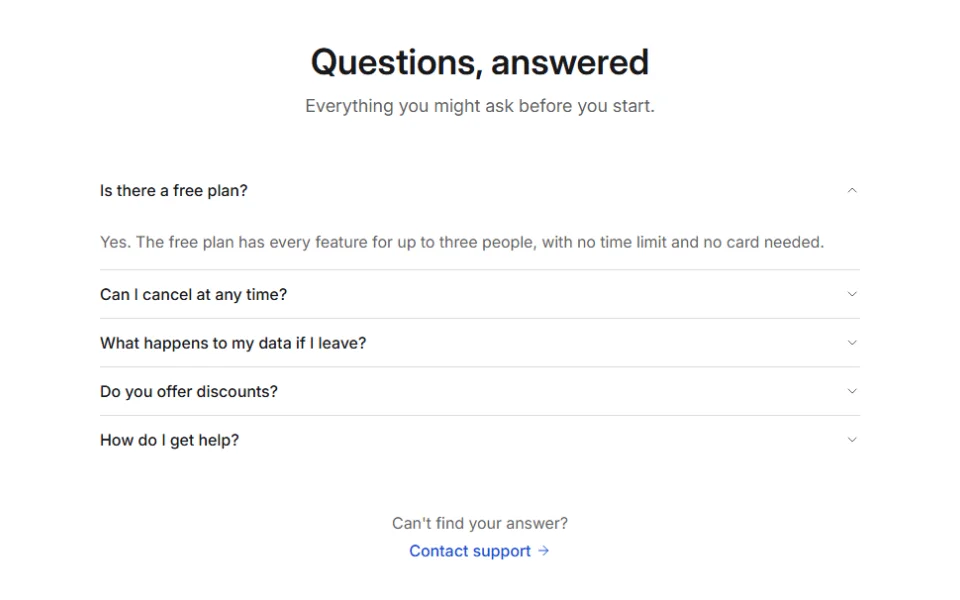 Questions, answered
Everything you might ask before you start.
Is there a free plan?
Yes. The free plan has every feature for up to three people, with no time limit and no card needed.
Can I cancel at any time?
What happens to my data if I leave?
Do you offer discounts?
How do I get help?
Can't find your answer?
Contact support →